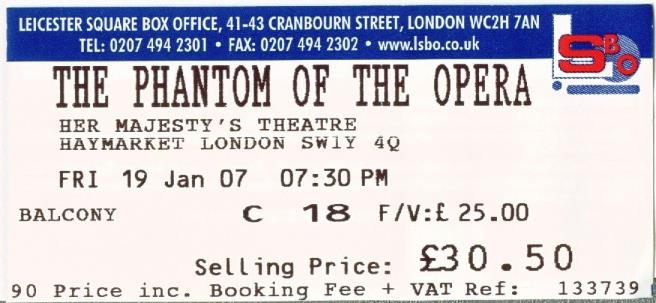 LEICESTER SQUARE BOX OFFICE, 41-43 CRANBOURN STREET, LONDON WC2H 7AN
TEL: 0207 494 2301 • FAX: 0207 494 2302 • www.lsbo.co.uk
LSBO
THE PHANTOM OF THE OPERA
HER MAJESTY'S THEATRE
HAYMARKET LONDON SW1Y 4Q
FRI 19 Jan 07 07:30 PM
BALCONY C 18 F/V:£ 25.00
Selling Price: £30.50
90 Price inc. Booking Fee + VAT Ref: 133739